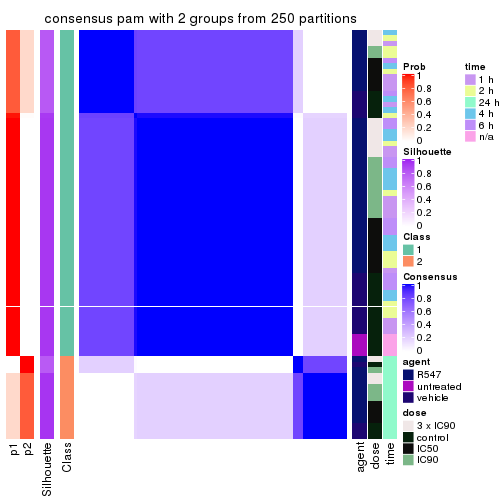 consensus pam with 2 groups from 250 partitions
Prob
1
0.8
0.6
0.4
0.2
0
time
1 h
2 h
24 h
4 h
6 h
n/a
Silhouette
1
0.8
0.6
0.4
0.2
0
Class
1
2
Consensus
1
0.8
0.6
0.4
0.2
0
agent
R547
untreated
vehicle
dose
3 x IC90
control
IC50
IC90
p1
p2
Silhouette
Class
agent
dose
time